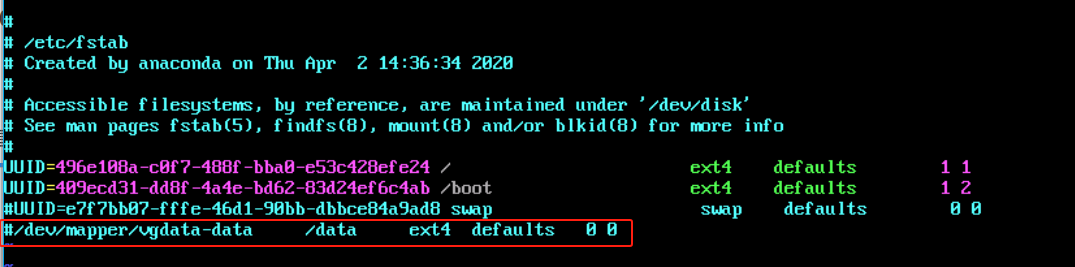 #
# /etc/fstab
# Created by anaconda on Thu Apr  2 14:36:34 2020
#
# Accessible filesystems, by reference, are maintained under '/dev/disk'
# See man pages fstab(5), findfs(8), mount(8) and/or blkid(8) for more info
#
UUID=496e108a-c0f7-488f-bba0-e53c428efe24 /                       ext4    defaults        1 1
UUID=409ecd31-dd8f-4a4e-bd62-83d24ef6c4ab /boot                   ext4    defaults        1 2
#UUID=e7f7bb07-fffe-46d1-90bb-dbbce84a9ad8 swap                    swap    defaults        0 0
#/dev/mapper/vgdata-data     /data     ext4  defaults   0 0
~
~